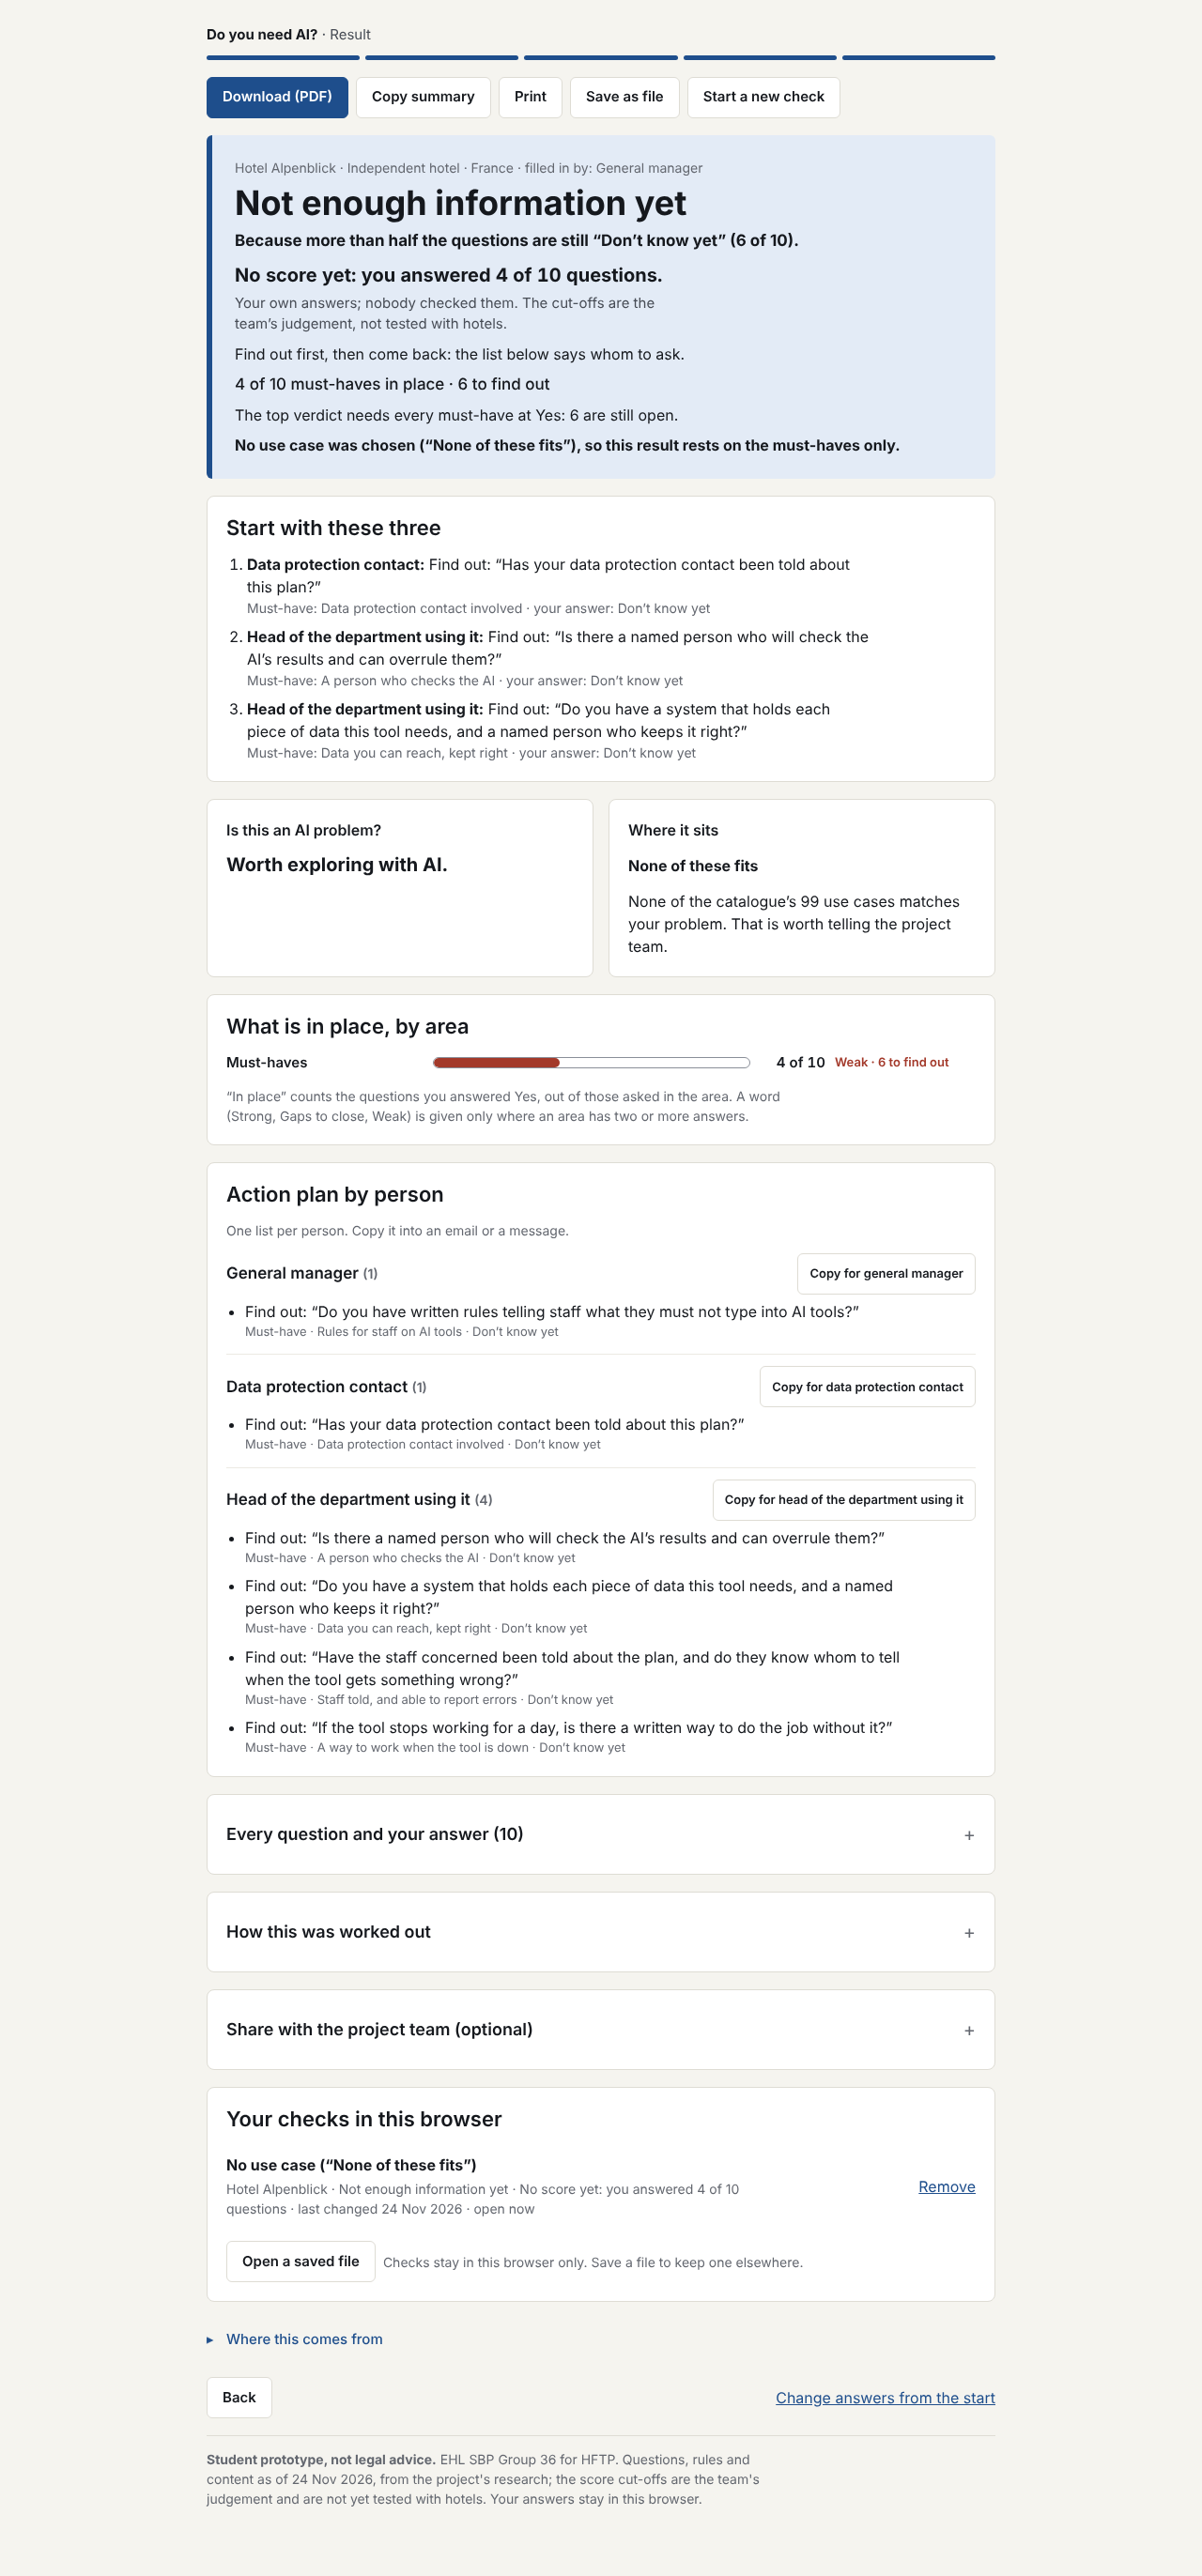 Do you need AI? · Result
Download (PDF)
Copy summary
Print
Save as file
Start a new check
Hotel Alpenblick · Independent hotel · France · filled in by: General manager
Not enough information yet
Because more than half the questions are still “Don’t know yet” (6 of 10).
No score yet: you answered 4 of 10 questions.
Your own answers; nobody checked them. The cut-offs are the
team’s judgement, not tested with hotels.
Find out first, then come back: the list below says whom to ask.
4 of 10 must-haves in place · 6 to find out
The top verdict needs every must-have at Yes: 6 are still open.
No use case was chosen (“None of these fits”), so this result rests on the must-haves only.
Start with these three
1. Data protection contact: Find out: “Has your data protection contact been told about
this plan?”
Must-have: Data protection contact involved · your answer: Don’t know yet
2. Head of the department using it: Find out: “Is there a named person who will check the
AI’s results and can overrule them?”
Must-have: A person who checks the AI · your answer: Don’t know yet
3. Head of the department using it: Find out: “Do you have a system that holds each
piece of data this tool needs, and a named person who keeps it right?”
Must-have: Data you can reach, kept right · your answer: Don’t know yet
Is this an AI problem?
Worth exploring with AI.
Where it sits
None of these fits
None of the catalogue’s 99 use cases matches
your problem. That is worth telling the project
team.
What is in place, by area
Must-haves 4 of 10 Weak · 6 to find out
“In place” counts the questions you answered Yes, out of those asked in the area. A word
(Strong, Gaps to close, Weak) is given only where an area has two or more answers.
Action plan by person
One list per person. Copy it into an email or a message.
General manager (1)
Copy for general manager
• Find out: “Do you have written rules telling staff what they must not type into AI tools?”
Must-have · Rules for staff on AI tools · Don’t know yet
Data protection contact (1)
Copy for data protection contact
• Find out: “Has your data protection contact been told about this plan?”
Must-have · Data protection contact involved · Don’t know yet
Head of the department using it (4)
Copy for head of the department using it
• Find out: “Is there a named person who will check the AI’s results and can overrule them?”
Must-have · A person who checks the AI · Don’t know yet
• Find out: “Do you have a system that holds each piece of data this tool needs, and a named
person who keeps it right?”
Must-have · Data you can reach, kept right · Don’t know yet
• Find out: “Have the staff concerned been told about the plan, and do they know whom to tell
when the tool gets something wrong?”
Must-have · Staff told, and able to report errors · Don’t know yet
• Find out: “If the tool stops working for a day, is there a written way to do the job without it?”
Must-have · A way to work when the tool is down · Don’t know yet
Every question and your answer (10) +
How this was worked out +
Share with the project team (optional) +
Your checks in this browser
No use case (“None of these fits”)
Hotel Alpenblick · Not enough information yet · No score yet: you answered 4 of 10
questions · last changed 24 Nov 2026 · open now
Remove
Open a saved file
Checks stay in this browser only. Save a file to keep one elsewhere.
▸ Where this comes from
Back
Change answers from the start
Student prototype, not legal advice. EHL SBP Group 36 for HFTP. Questions, rules and
content as of 24 Nov 2026, from the project's research; the score cut-offs are the team's
judgement and are not yet tested with hotels. Your answers stay in this browser.